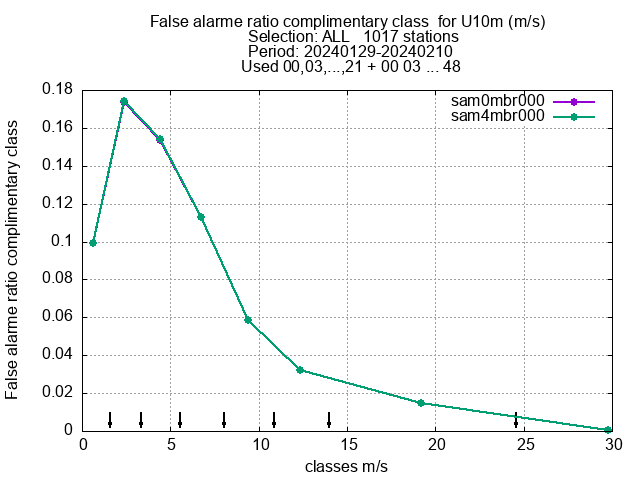 False alarme ratio complimentary class  for U10m (m/s)
Selection: ALL   1017 stations
Period: 20240129-20240210
Used 00,03,...,21 + 00 03 ... 48
sam0mbr000
sam4mbr000
False alarme ratio complimentary class
0.18
0.16
0.14
0.12
0.1
0.08
0.06
0.04
0.02
0
0 5 10 15 20 25 30
classes m/s